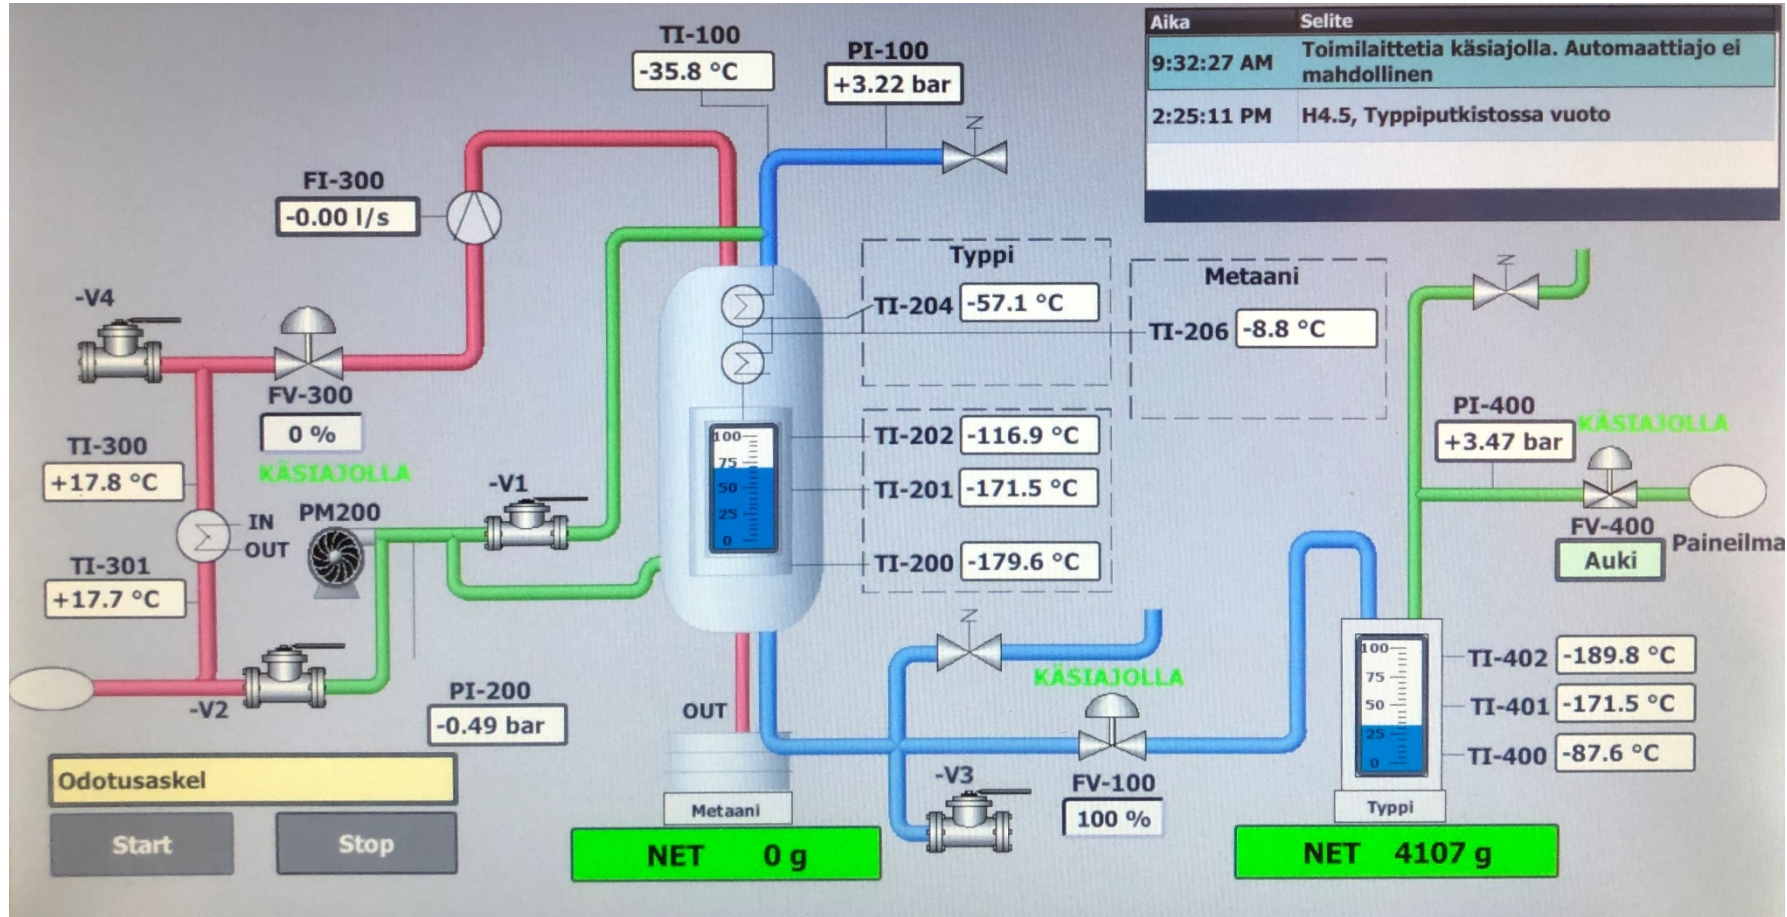 Aika Selite
9:32:27 AM Toimilaittetia käsiajolla. Automaattiajo ei
mahdollinen
2:25:11 PM H4.5, Typpiputkistossa vuoto
TI-100
-35.8 °C
PI-100
+3.22 bar
FI-300
-0.00 l/s
Typpi
TI-204 -57.1 °C
Metaani
TI-206 -8.8 °C
-V4
FV-300
0 %
KÄSIAJOLLA
TI-300
+17.8 °C
IN
OUT
TI-301
+17.7 °C
PM200
-V1
100
75
50
25
0
TI-202 -116.9 °C
TI-201 -171.5 °C
TI-200 -179.6 °C
PI-400
+3.47 bar
KÄSIAJOLLA
FV-400
Auki
Paineilma
-V2
PI-200
-0.49 bar
OUT
KÄSIAJOLLA
FV-100
100 %
-V3
100
75
50
25
0
TI-402 -189.8 °C
TI-401 -171.5 °C
TI-400 -87.6 °C
Odotusaskel
Start Stop
Metaani
NET 0 g
Typpi
NET 4107 g
N
N
N